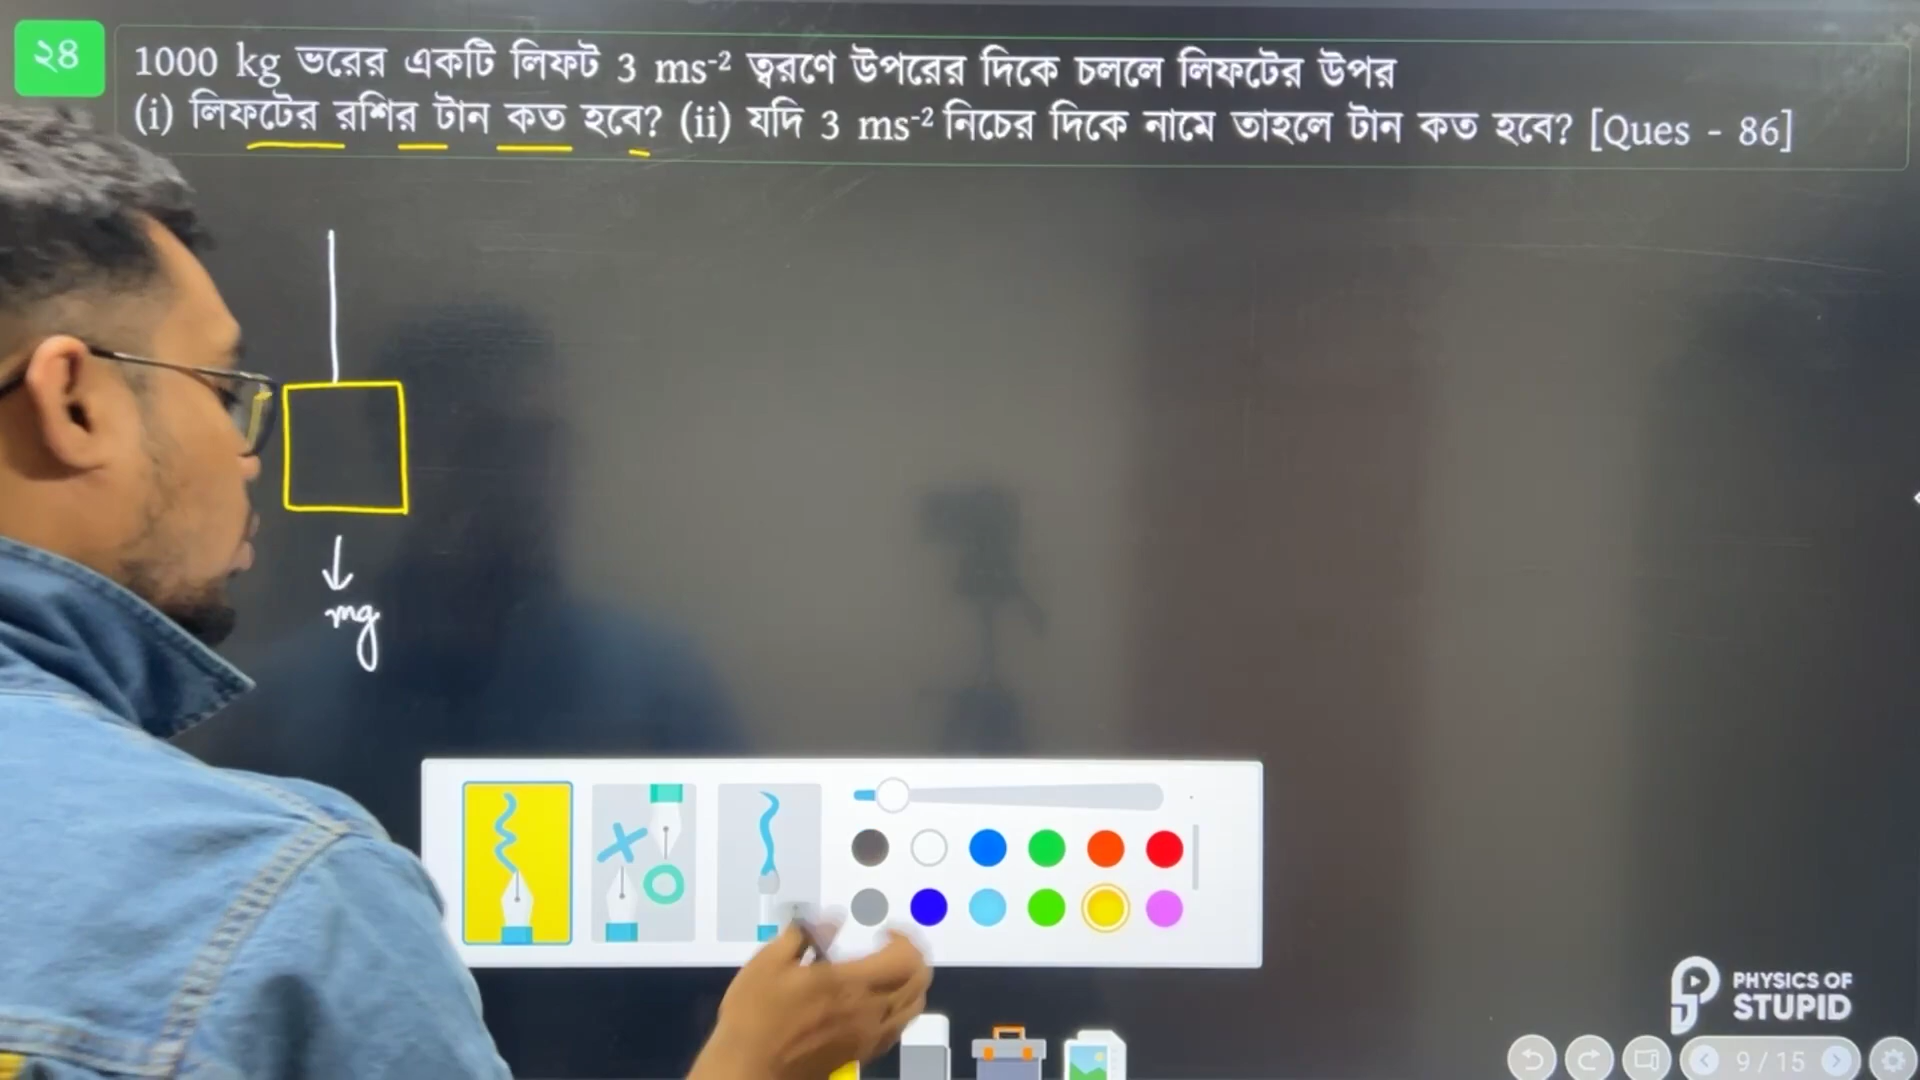 ২৪
1000 kg ভরের একটি লিফট 3 ms⁻² ত্বরণে উপরের দিকে চললে লিফটের উপর
(i) লিফটের রশির টান কত হবে? (ii) যদি 3 ms⁻² নিচের দিকে নামে তাহলে টান কত হবে? [Ques - 86]
mg
PHYSICS OF
STUPID
9 / 15